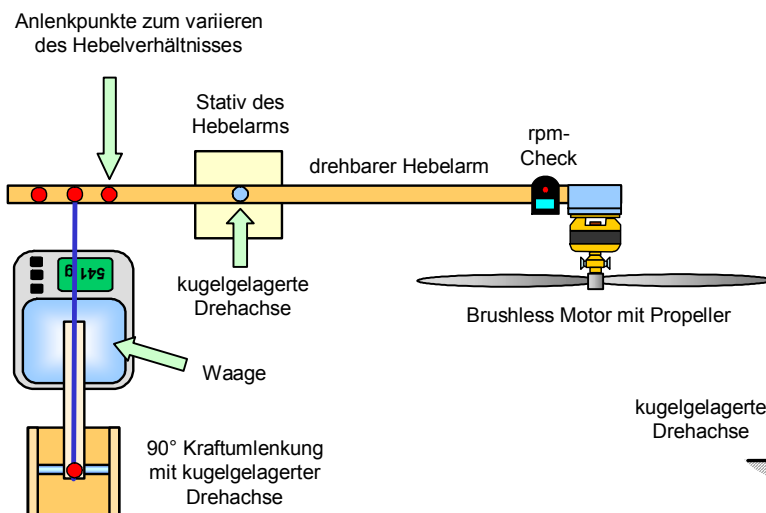 Anlenkpunkte zum variieren
des Hebelverhältnisses
Stativ des
Hebelarms
rpm-
Check
drehbarer Hebelarm
541 g
kugelgelagerte
Drehachse
Brushless Motor mit Propeller
Waage
kugelgelagerte
Drehachse
90° Kraftumlenkung
mit kugelgelagerter
Drehachse